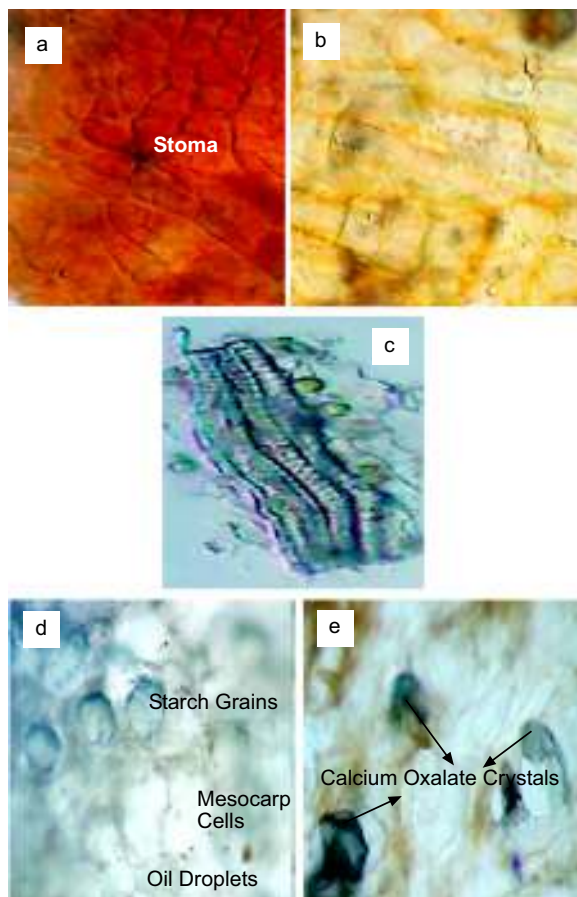 a
Stoma
b
c
d
Starch Grains
Mesocarp
Cells
Oil Droplets
e
Calcium Oxalate Crystals